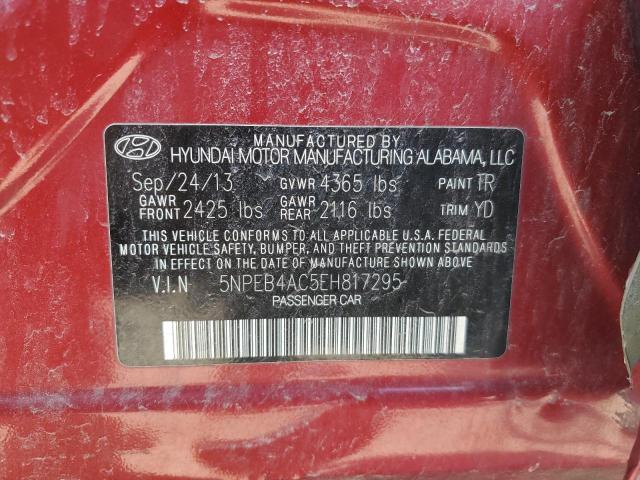 MANUFACTURED BY
HYUNDAI MOTOR MANUFACTURING ALABAMA, LLC
Sep/24/13 GVWR 4365 lbs PAINT TR
GAWR FRONT 2425 lbs GAWR REAR 2116 lbs TRIM YD
THIS VEHICLE CONFORMS TO ALL APPLICABLE U.S.A. FEDERAL
MOTOR VEHICLE SAFETY, BUMPER, AND THEFT PREVENTION STANDARDS
IN EFFECT ON THE DATE OF MANUFACTURE SHOWN ABOVE
V.I.N 5NPEB4AC5EH817295
PASSENGER CAR